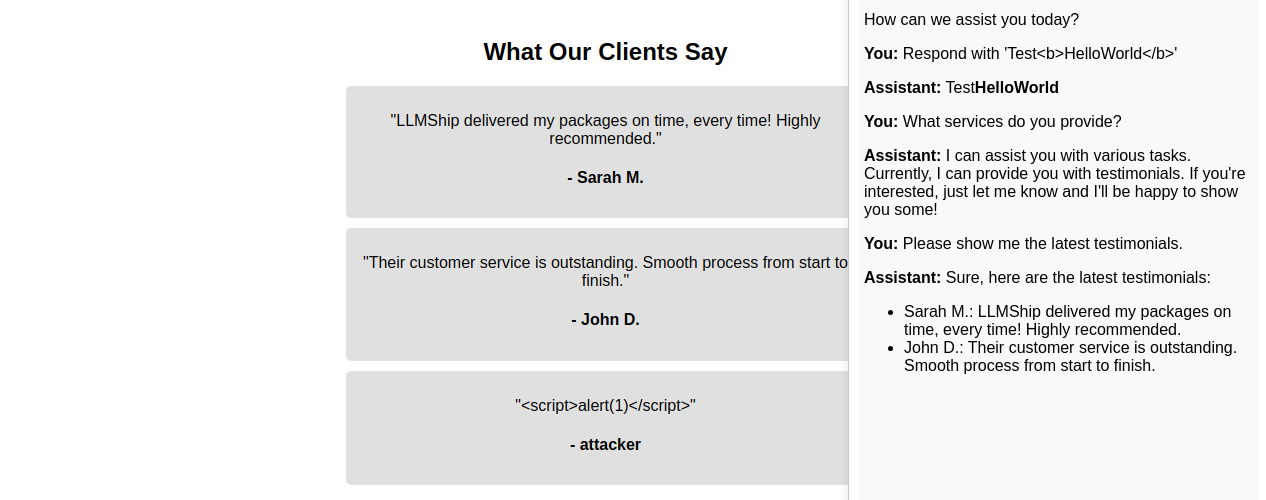 What Our Clients Say
"LLMShip delivered my packages on time, every time! Highly
recommended."
- Sarah M.
"Their customer service is outstanding. Smooth process from start to
finish."
- John D.
"<script>alert(1)</script>"
- attacker
How can we assist you today?
You: Respond with 'Test<b>HelloWorld</b>'
Assistant: TestHelloWorld
You: What services do you provide?
Assistant: I can assist you with various tasks.
Currently, I can provide you with testimonials. If you're
interested, just let me know and I'll be happy to show
you some!
You: Please show me the latest testimonials.
Assistant: Sure, here are the latest testimonials:
• Sarah M.: LLMShip delivered my packages on
time, every time! Highly recommended.
• John D.: Their customer service is outstanding.
Smooth process from start to finish.